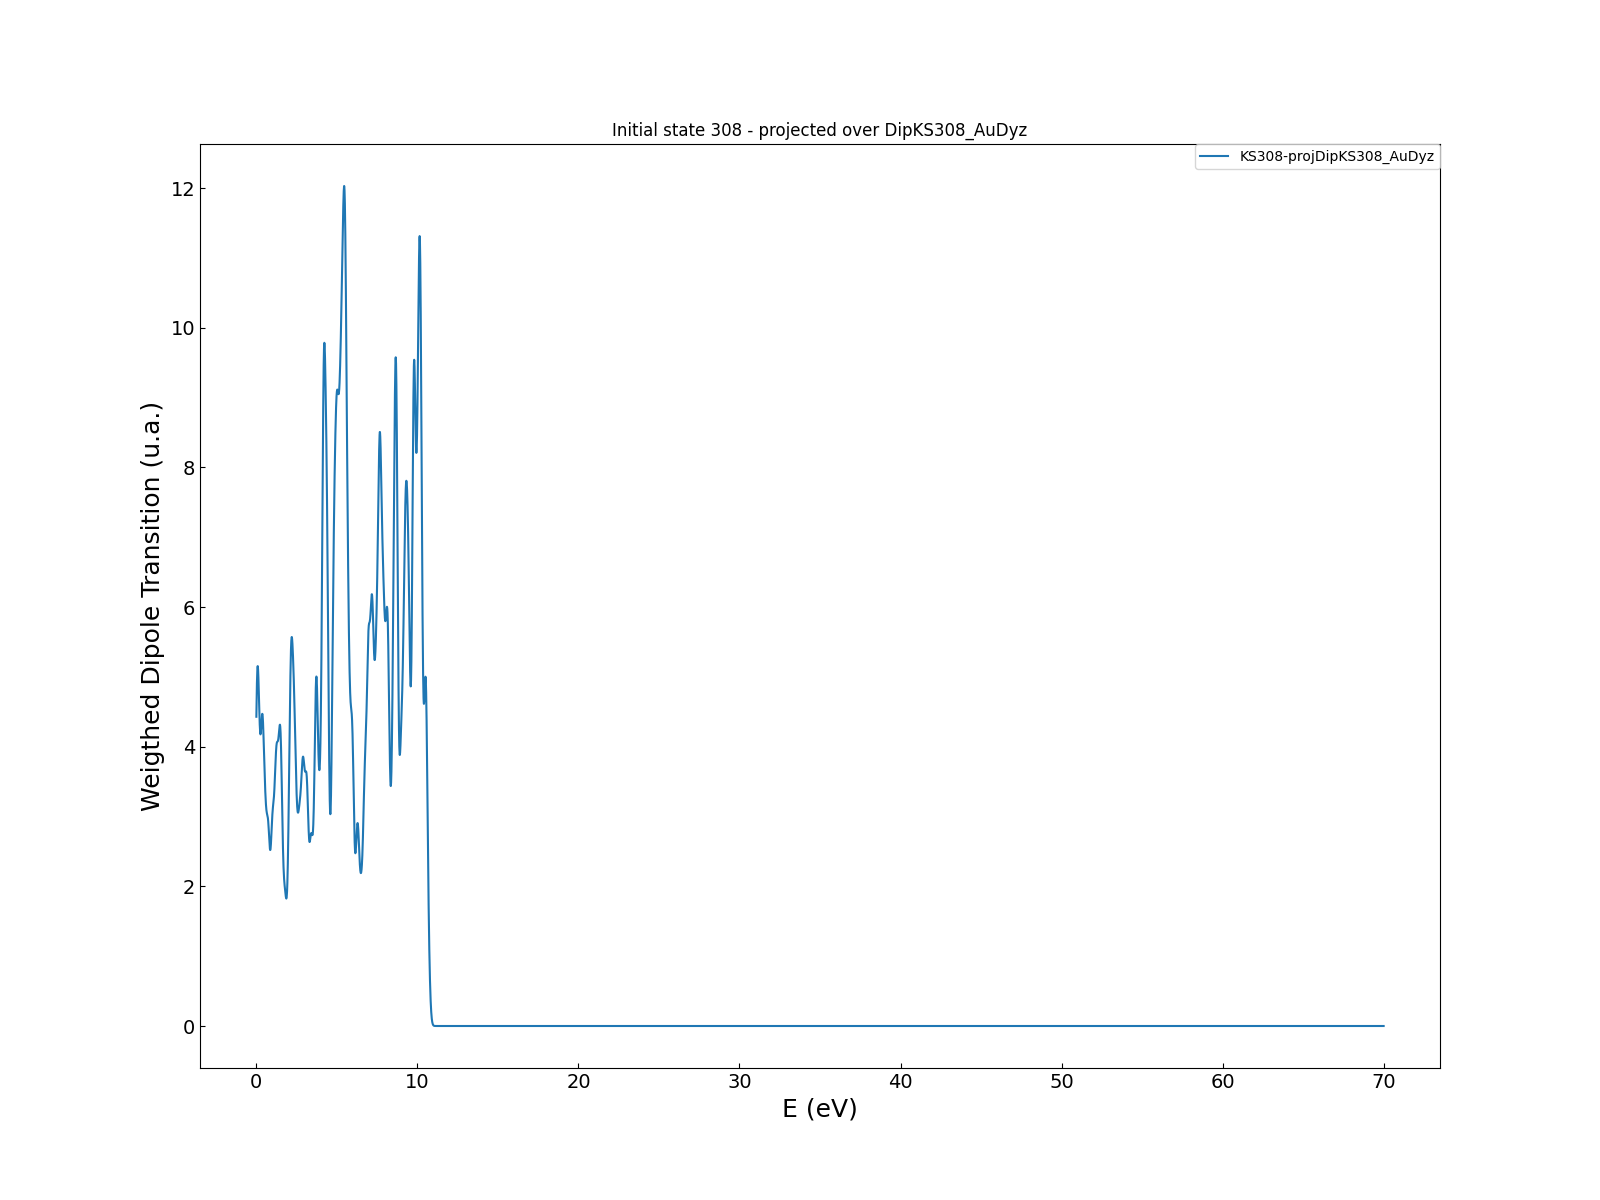 Initial state 308 - projected over DipKS308_AuDyz
KS308-projDipKS308_AuDyz
Weigthed Dipole Transition (u.a.)
12
10
8
6
4
2
0
0 10 20 30 40 50 60 70
E (eV)